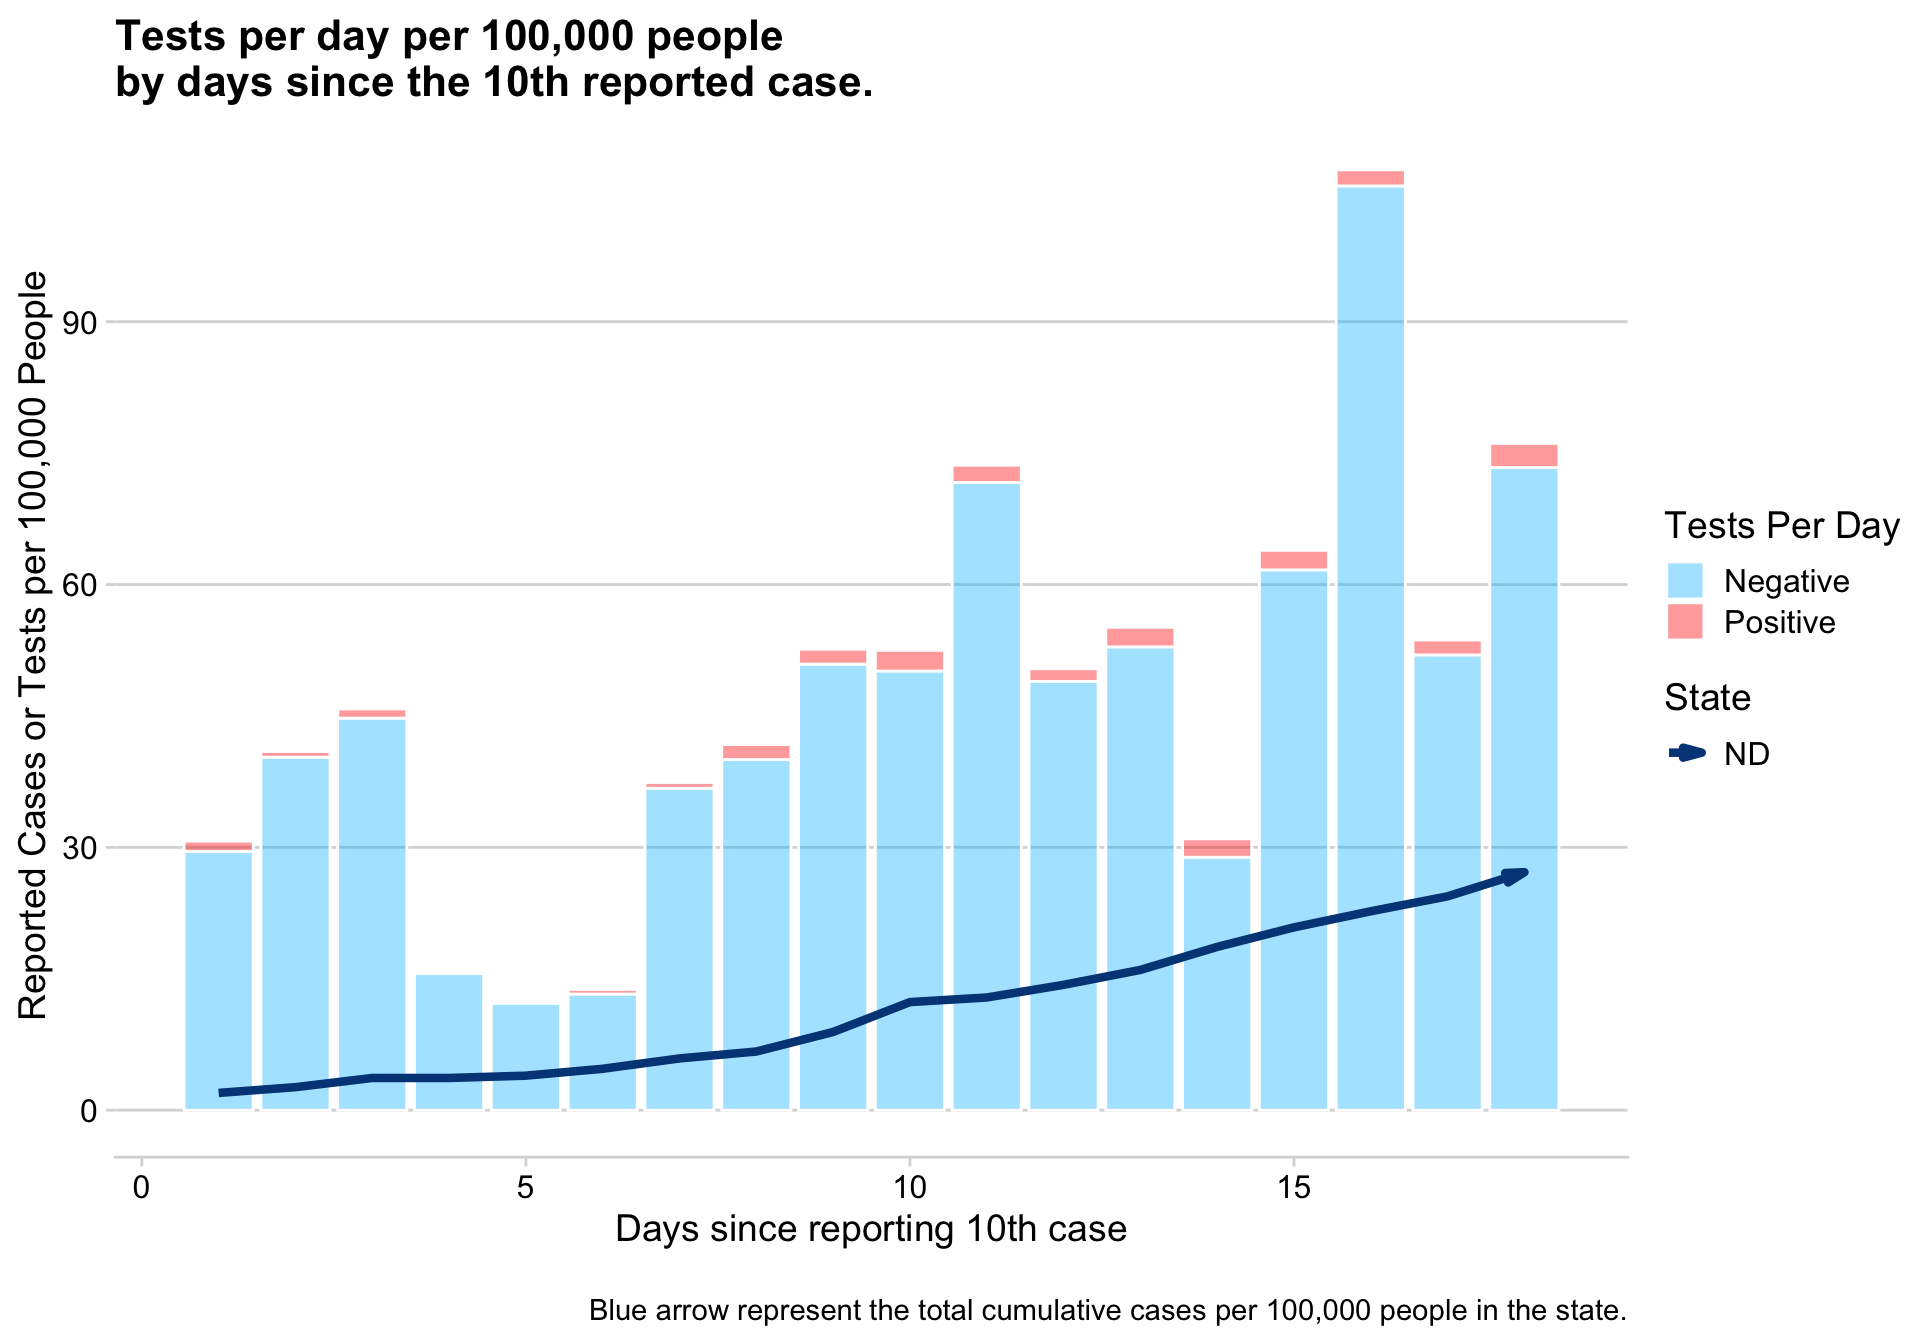 Tests per day per 100,000 people
by days since the 10th reported case.
Reported Cases or Tests per 100,000 People
90
60
30
0
0
5
10
15
Days since reporting 10th case
Tests Per Day
Negative
Positive
State
ND
Blue arrow represent the total cumulative cases per 100,000 people in the state.